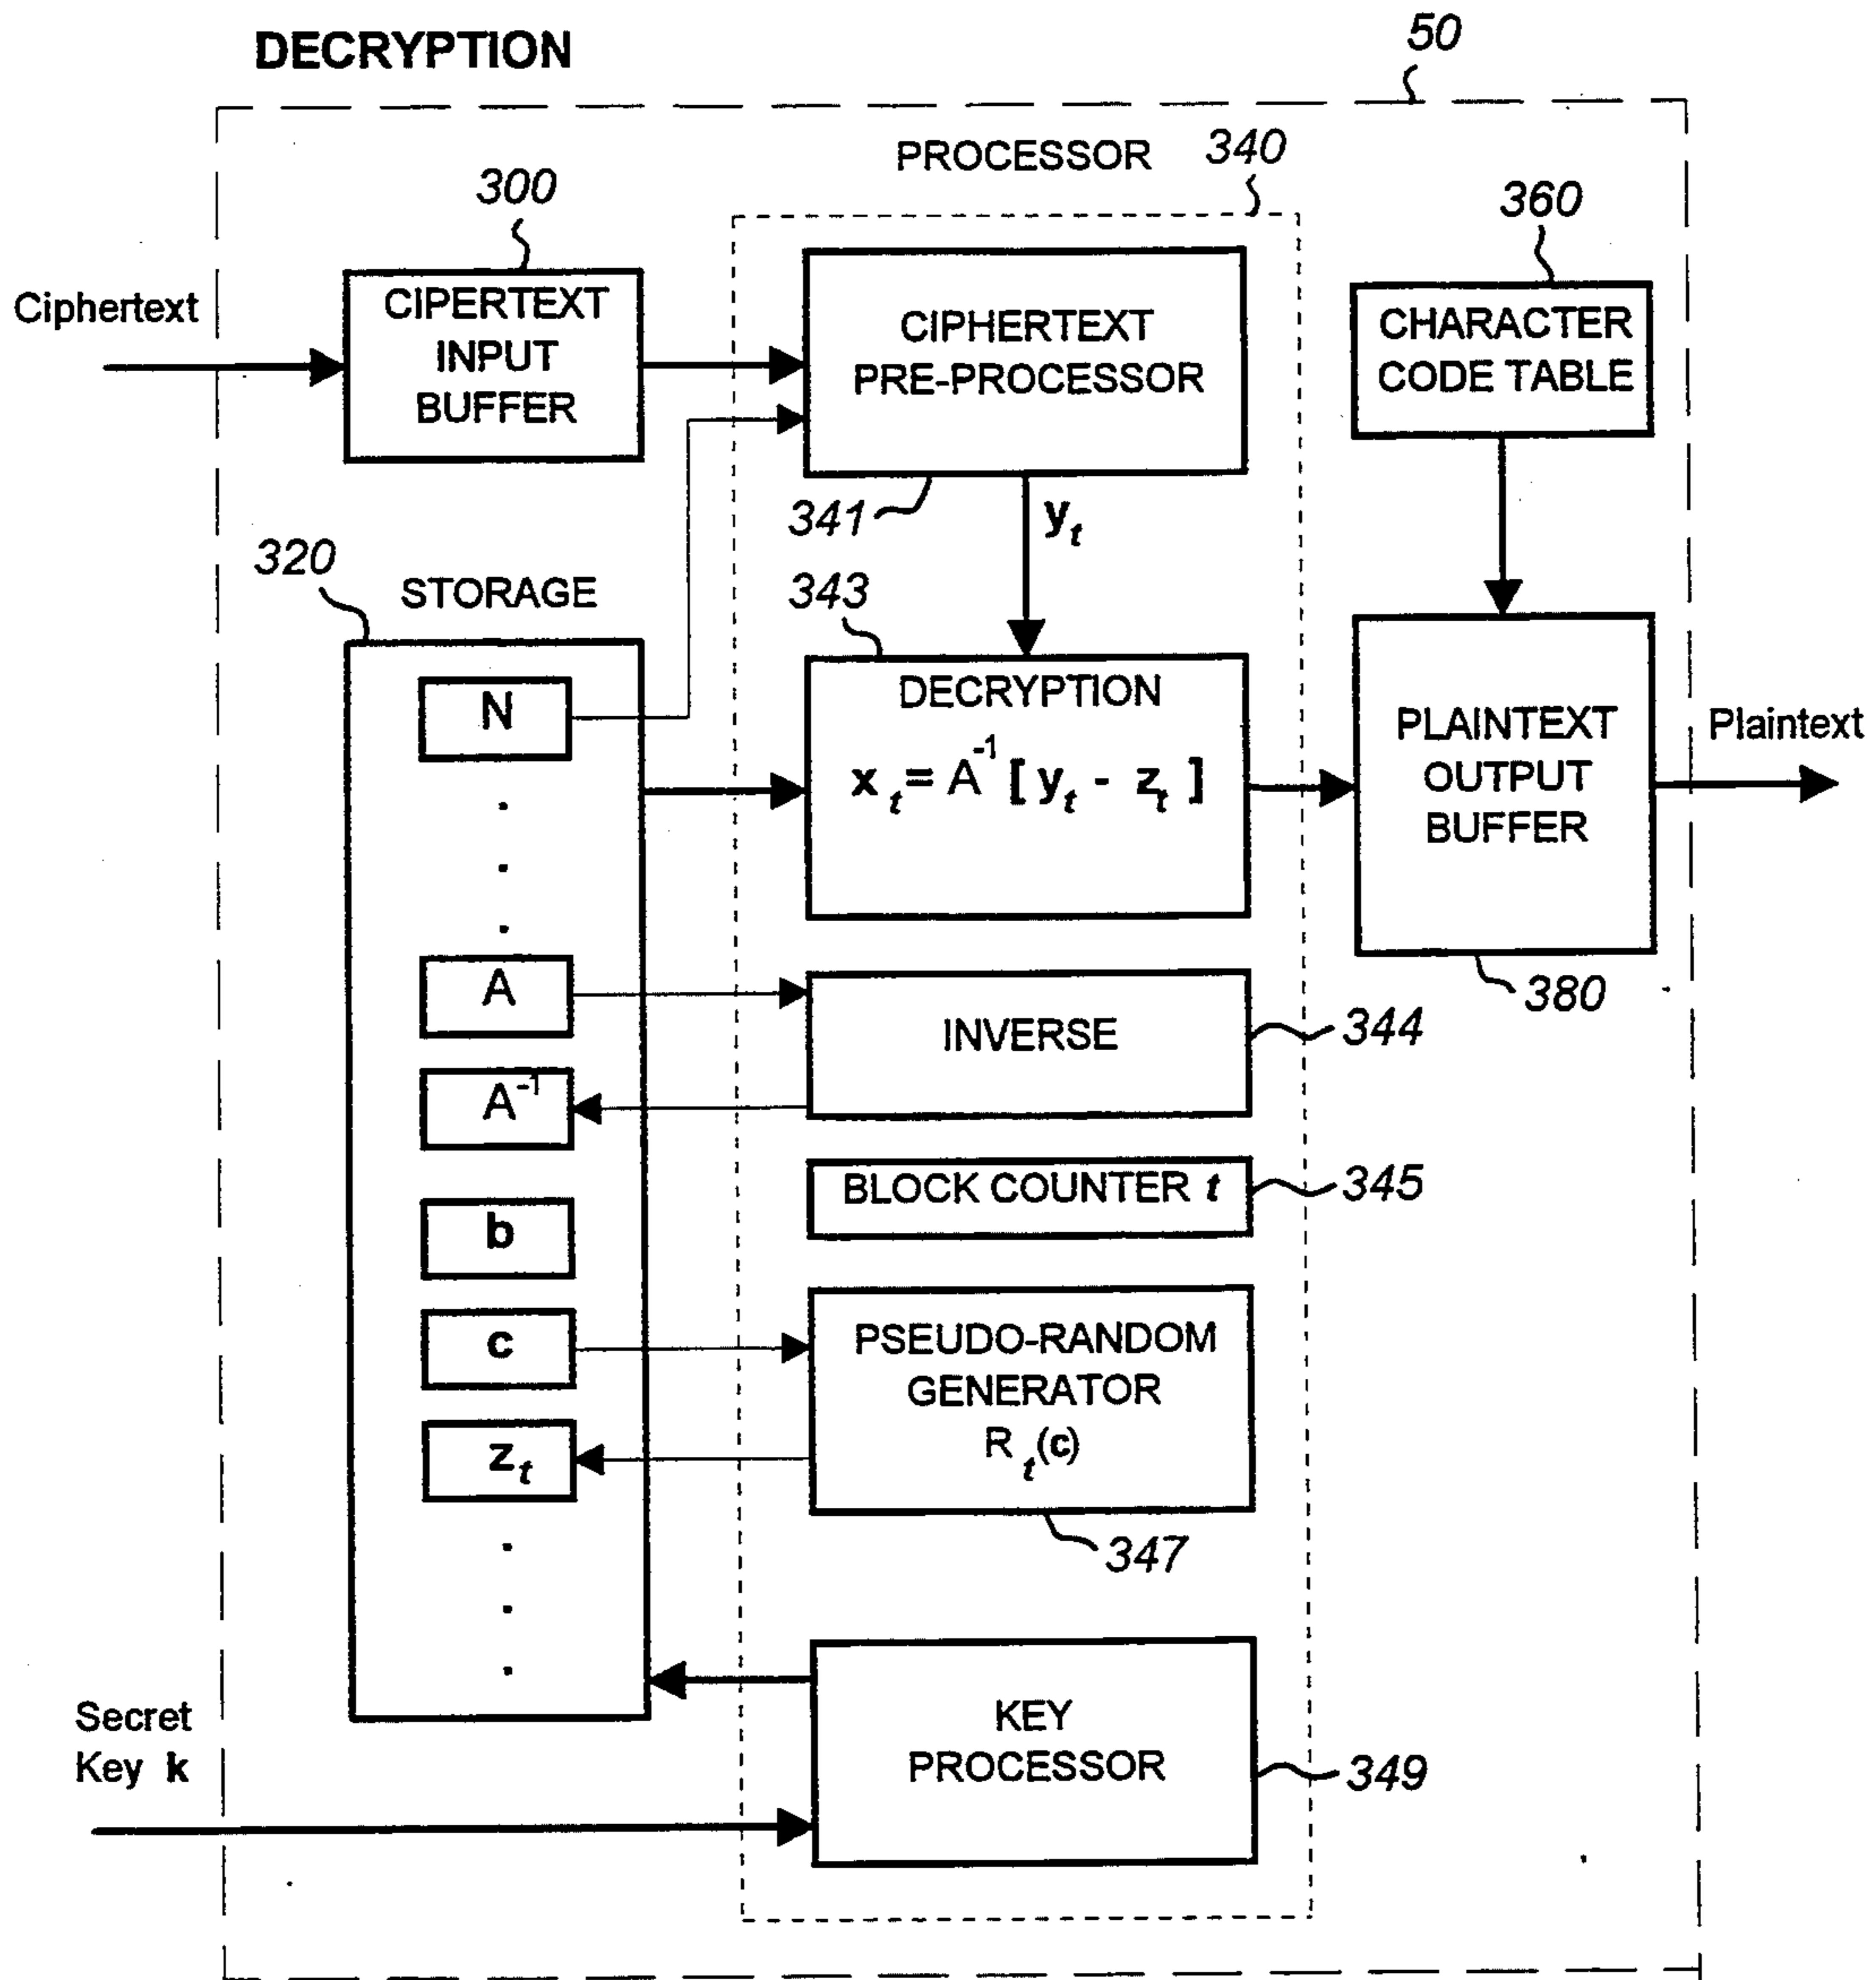 DECRYPTION
50
PROCESSOR
340
300
360
Ciphertext
CIPERTEXT
INPUT
BUFFER
CIPHERTEXT
PRE-PROCESSOR
CHARACTER
CODE TABLE
341
y_t
320
STORAGE
343
N
DECRYPTION
x_t = A^-1 [ y_t - z_t ]
PLAINTEXT
OUTPUT
BUFFER
Plaintext
380
A
INVERSE
344
A^-1
BLOCK COUNTER t
345
b
c
PSEUDO-RANDOM
GENERATOR
R_t(c)
z_t
347
Secret
Key k
KEY
PROCESSOR
349